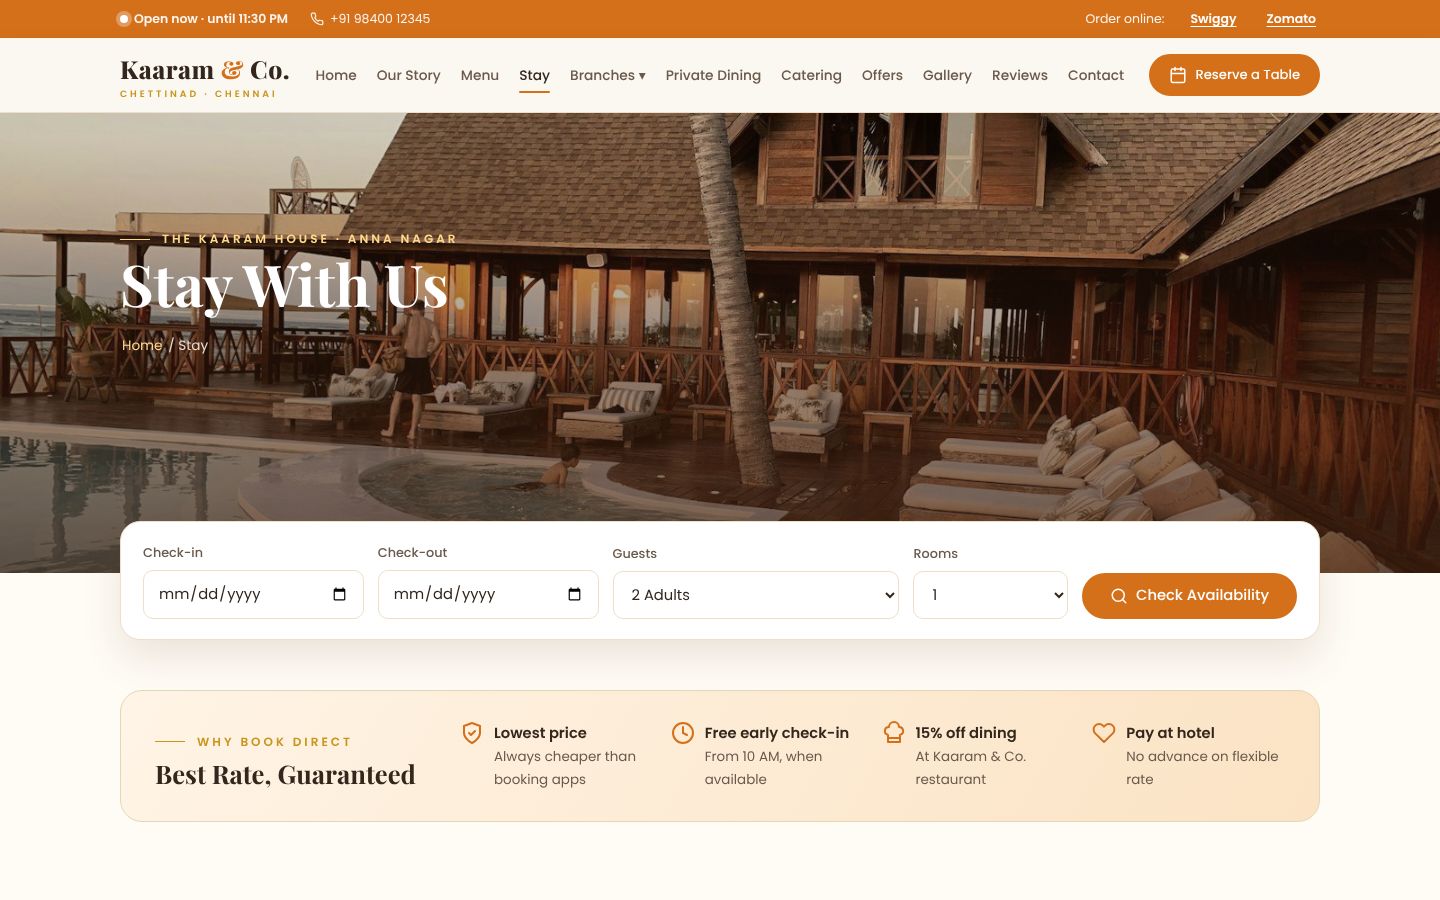 Open now · until 11:30 PM
+91 98400 12345
Order online:
Swiggy
Zomato
Kaaram & Co.
CHETTINAD · CHENNAI
Home
Our Story
Menu
Stay
Branches ▾
Private Dining
Catering
Offers
Gallery
Reviews
Contact
Reserve a Table
THE KAARAM HOUSE · ANNA NAGAR
Stay With Us
Home / Stay
Check-in
Check-out
Guests
Rooms
mm/dd/yyyy
mm/dd/yyyy
2 Adults
1
Check Availability
WHY BOOK DIRECT
Best Rate, Guaranteed
Lowest price
Always cheaper than
booking apps
Free early check-in
From 10 AM, when
available
15% off dining
At Kaaram & Co.
restaurant
Pay at hotel
No advance on flexible
rate